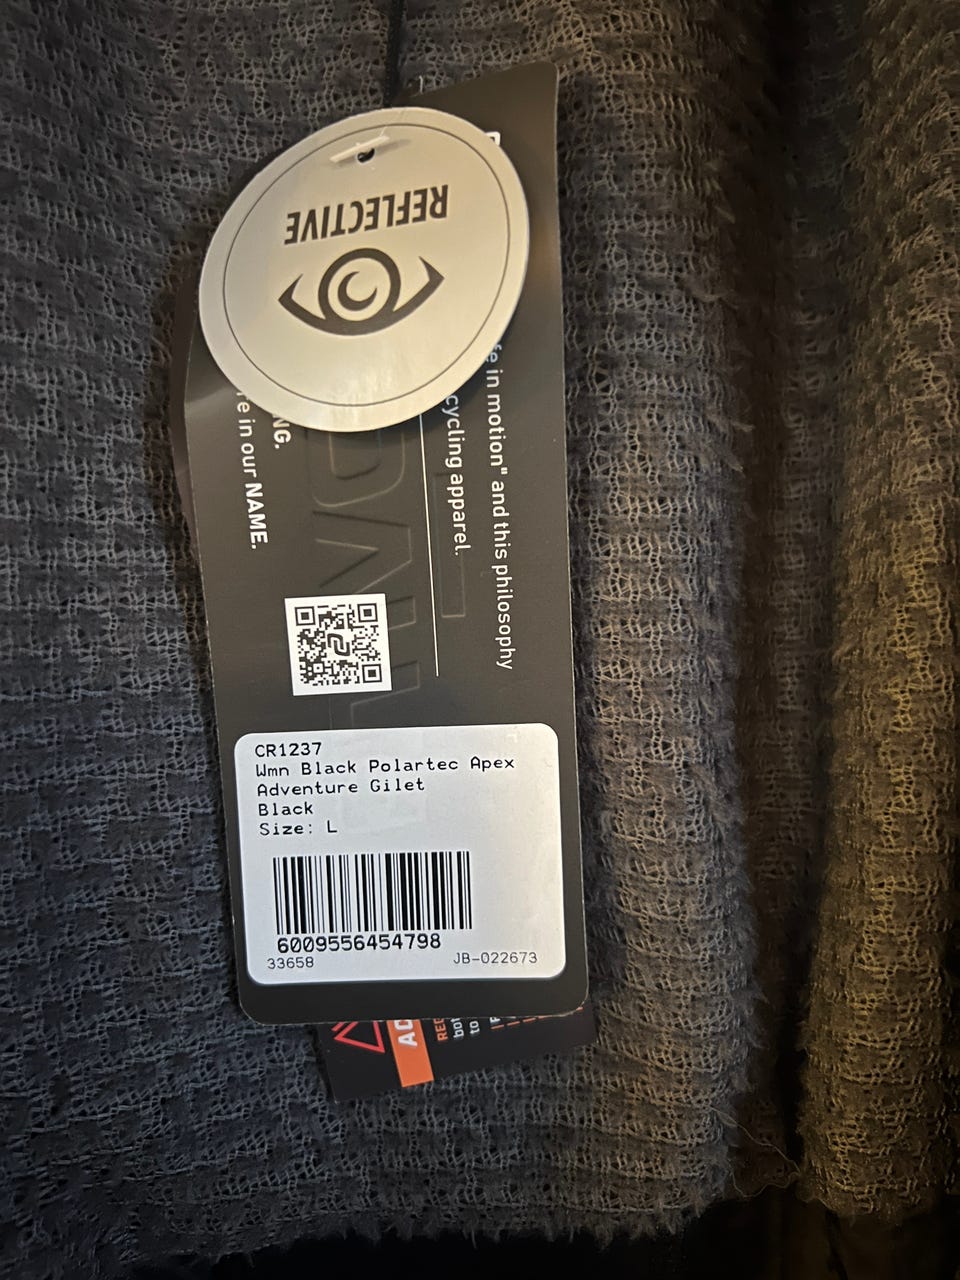 REFLECTIVE
in motion" and this philosophy
cycling apparel.
in our NAME.
CR1237
Wmn Black Polartec Apex
Adventure Gilet
Black
Size: L
6009556454798
33658
JB-022673